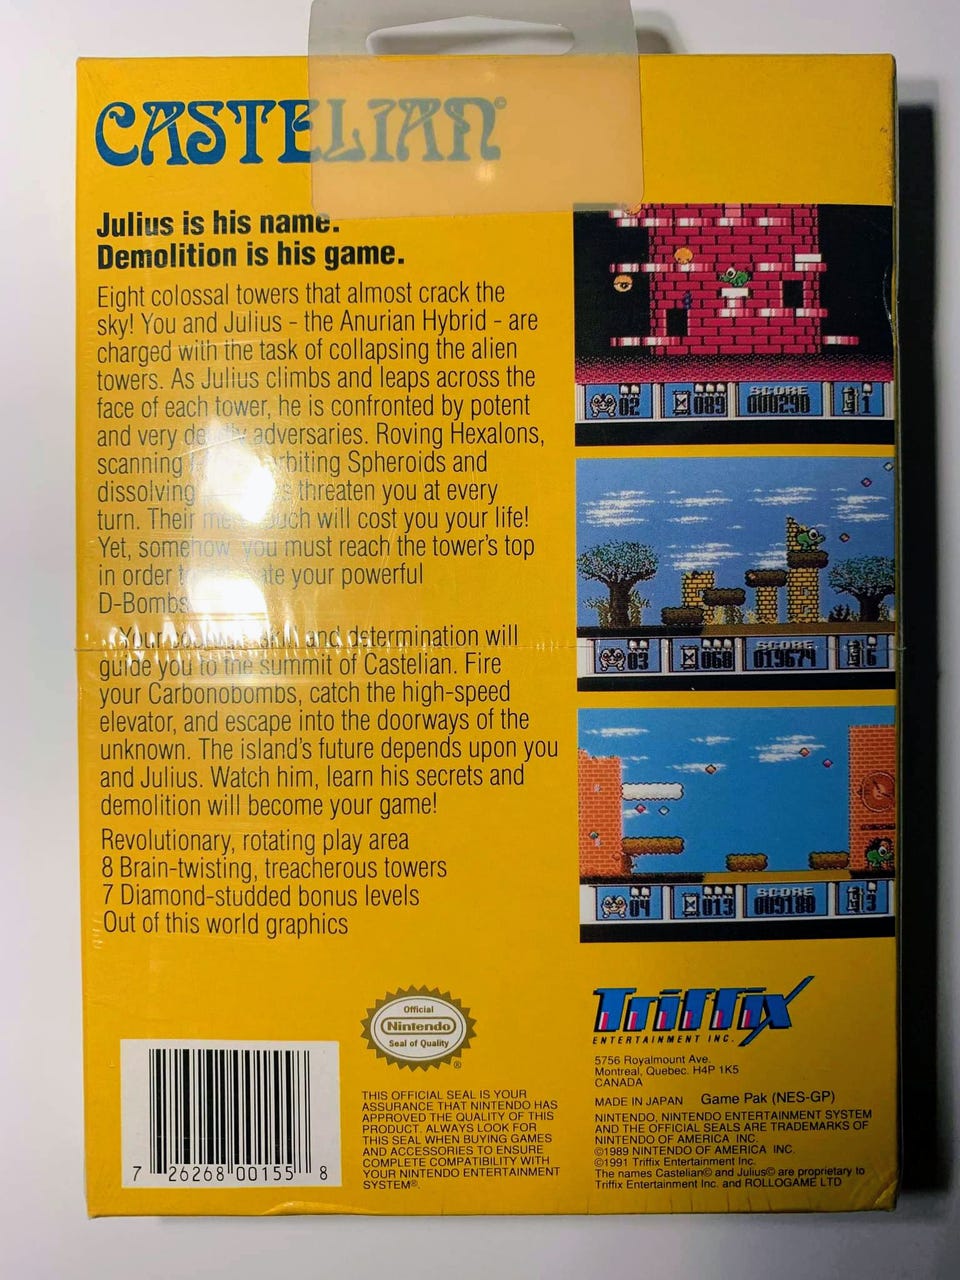 CASTELIAN©
Julius is his name.
Demolition is his game.
Eight colossal towers that almost crack the
sky! You and Julius - the Anurian Hybrid - are
charged with the task of collapsing the alien
towers. As Julius climbs and leaps across the
face of each tower, he is confronted by potent
and very adversaries. Roving Hexalons,
scanning Spheroids and
dissolving threaten you at every
turn. Their will cost you your life!
Yet, somehow you must reach the tower's top
in order your powerful
D-Bombs
Your and determination will
guide you to the summit of Castelian. Fire
your Carbonobombs, catch the high-speed
elevator, and escape into the doorways of the
unknown. The island's future depends upon you
and Julius. Watch him, learn his secrets and
demolition will become your game!
Revolutionary, rotating play area
8 Brain-twisting, treacherous towers
7 Diamond-studded bonus levels
Out of this world graphics
02 089 SCORE 000290 1
03 068 SCORE 019674 6
04 013 SCORE 009180 3
Official
Nintendo
Seal of Quality
®
THIS OFFICIAL SEAL IS YOUR
ASSURANCE THAT NINTENDO HAS
APPROVED THE QUALITY OF THIS
PRODUCT. ALWAYS LOOK FOR
THIS SEAL WHEN BUYING GAMES
AND ACCESSORIES TO ENSURE
COMPLETE COMPATIBILITY WITH
YOUR NINTENDO ENTERTAINMENT
SYSTEM®.
7 26268 00155 8
Triffix
ENTERTAINMENT INC.
5756 Royalmount Ave.
Montreal, Quebec. H4P 1K5
CANADA
MADE IN JAPAN Game Pak (NES-GP)
NINTENDO, NINTENDO ENTERTAINMENT SYSTEM
AND THE OFFICIAL SEALS ARE TRADEMARKS OF
NINTENDO OF AMERICA INC.
©1989 NINTENDO OF AMERICA INC.
©1991 Triffix Entertainment Inc.
The names Castelian© and Julius© are proprietary to
Triffix Entertainment Inc. and ROLLOGAME LTD